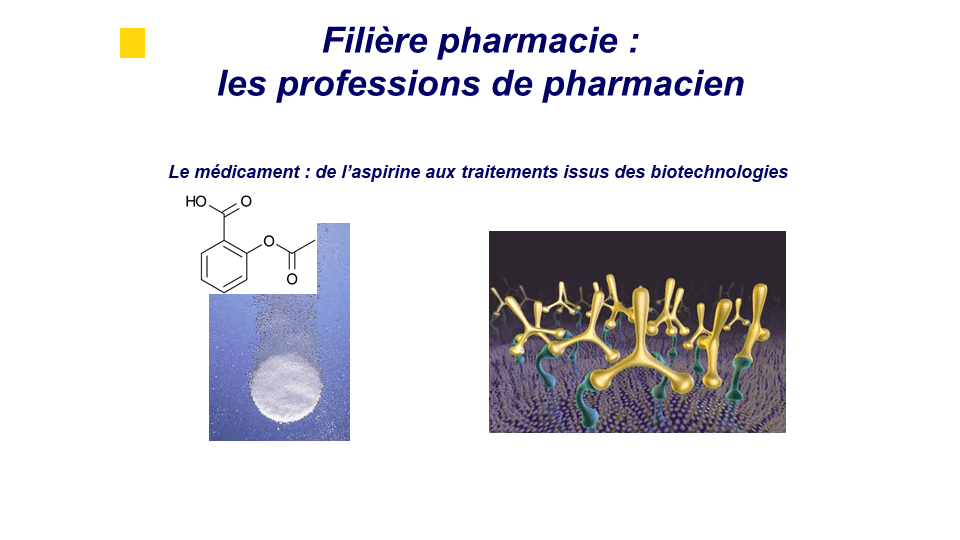 Filière pharmacie :
les professions de pharmacien
Le médicament : de l’aspirine aux traitements issus des biotechnologies
HO
O
O
O